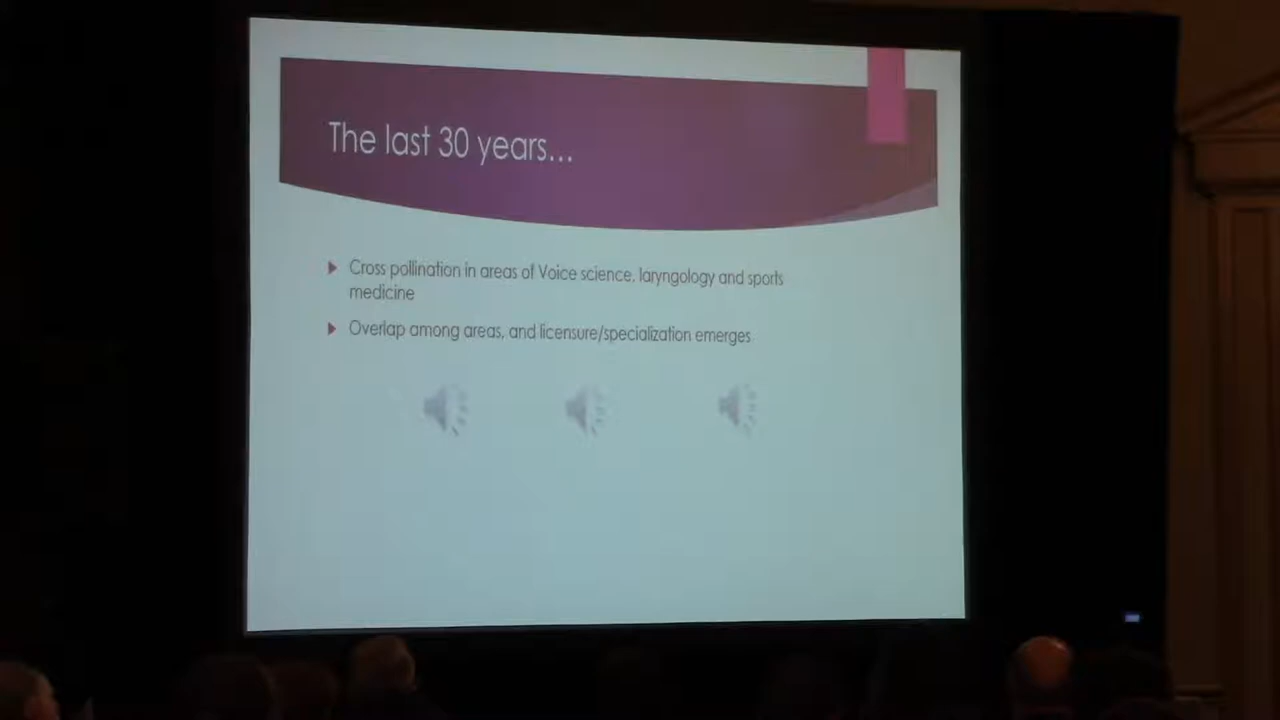 The last 30 years...
Cross pollination in areas of Voice science, laryngology and sports
medicine
Overlap among areas, and licensure/specialization emerges